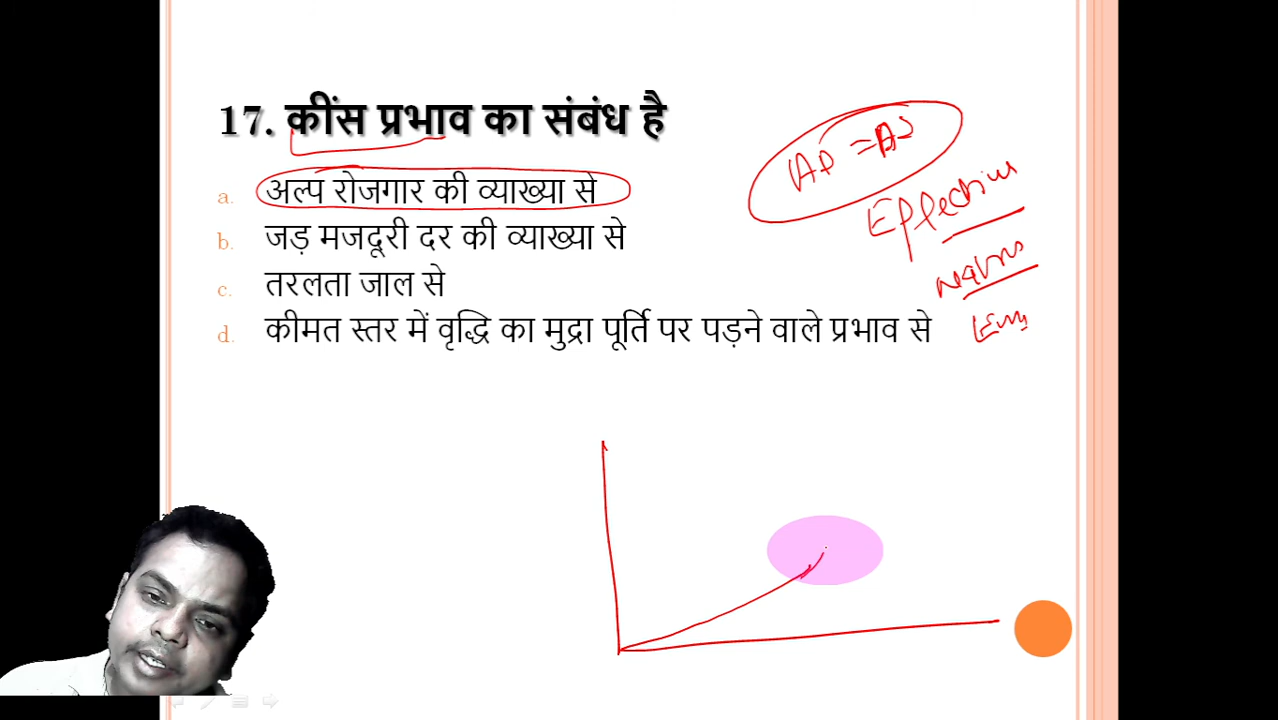 17. कींस प्रभाव का संबंध है
a. अल्प रोजगार की व्याख्या से
b. जड़ मजदूरी दर की व्याख्या से
c. तरलता जाल से
d. कीमत स्तर में वृद्धि का मुद्रा पूर्ति पर पड़ने वाले प्रभाव से
AD = AS
Effective